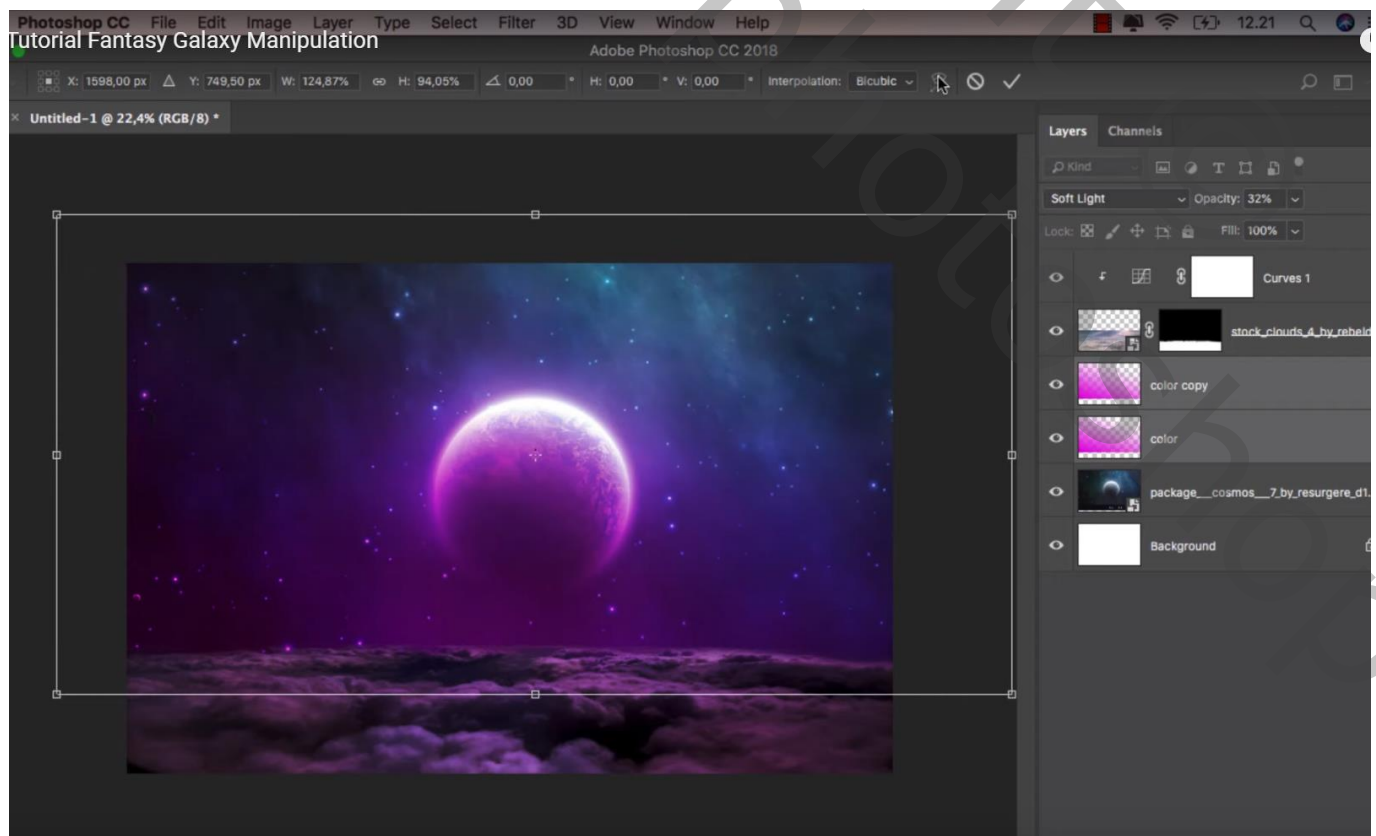 Photoshop CC File Edit Image Layer Type Select Filter 3D View Window Help 12.21
Tutorial Fantasy Galaxy Manipulation
Adobe Photoshop CC 2018
X: 1598,00 px Y: 749,50 px W: 124,87% H: 94,05% 0,00 ° H: 0,00 ° V: 0,00 ° Interpolation: Bicubic
× Untitled-1 @ 22,4% (RGB/8) *
Layers Channels
Kind
Soft Light Opacity: 32%
Lock: Fill: 100%
Curves 1
stock_clouds_4_by_rebeld
color copy
color
package__cosmos__7_by_resurgere_d1.
Background